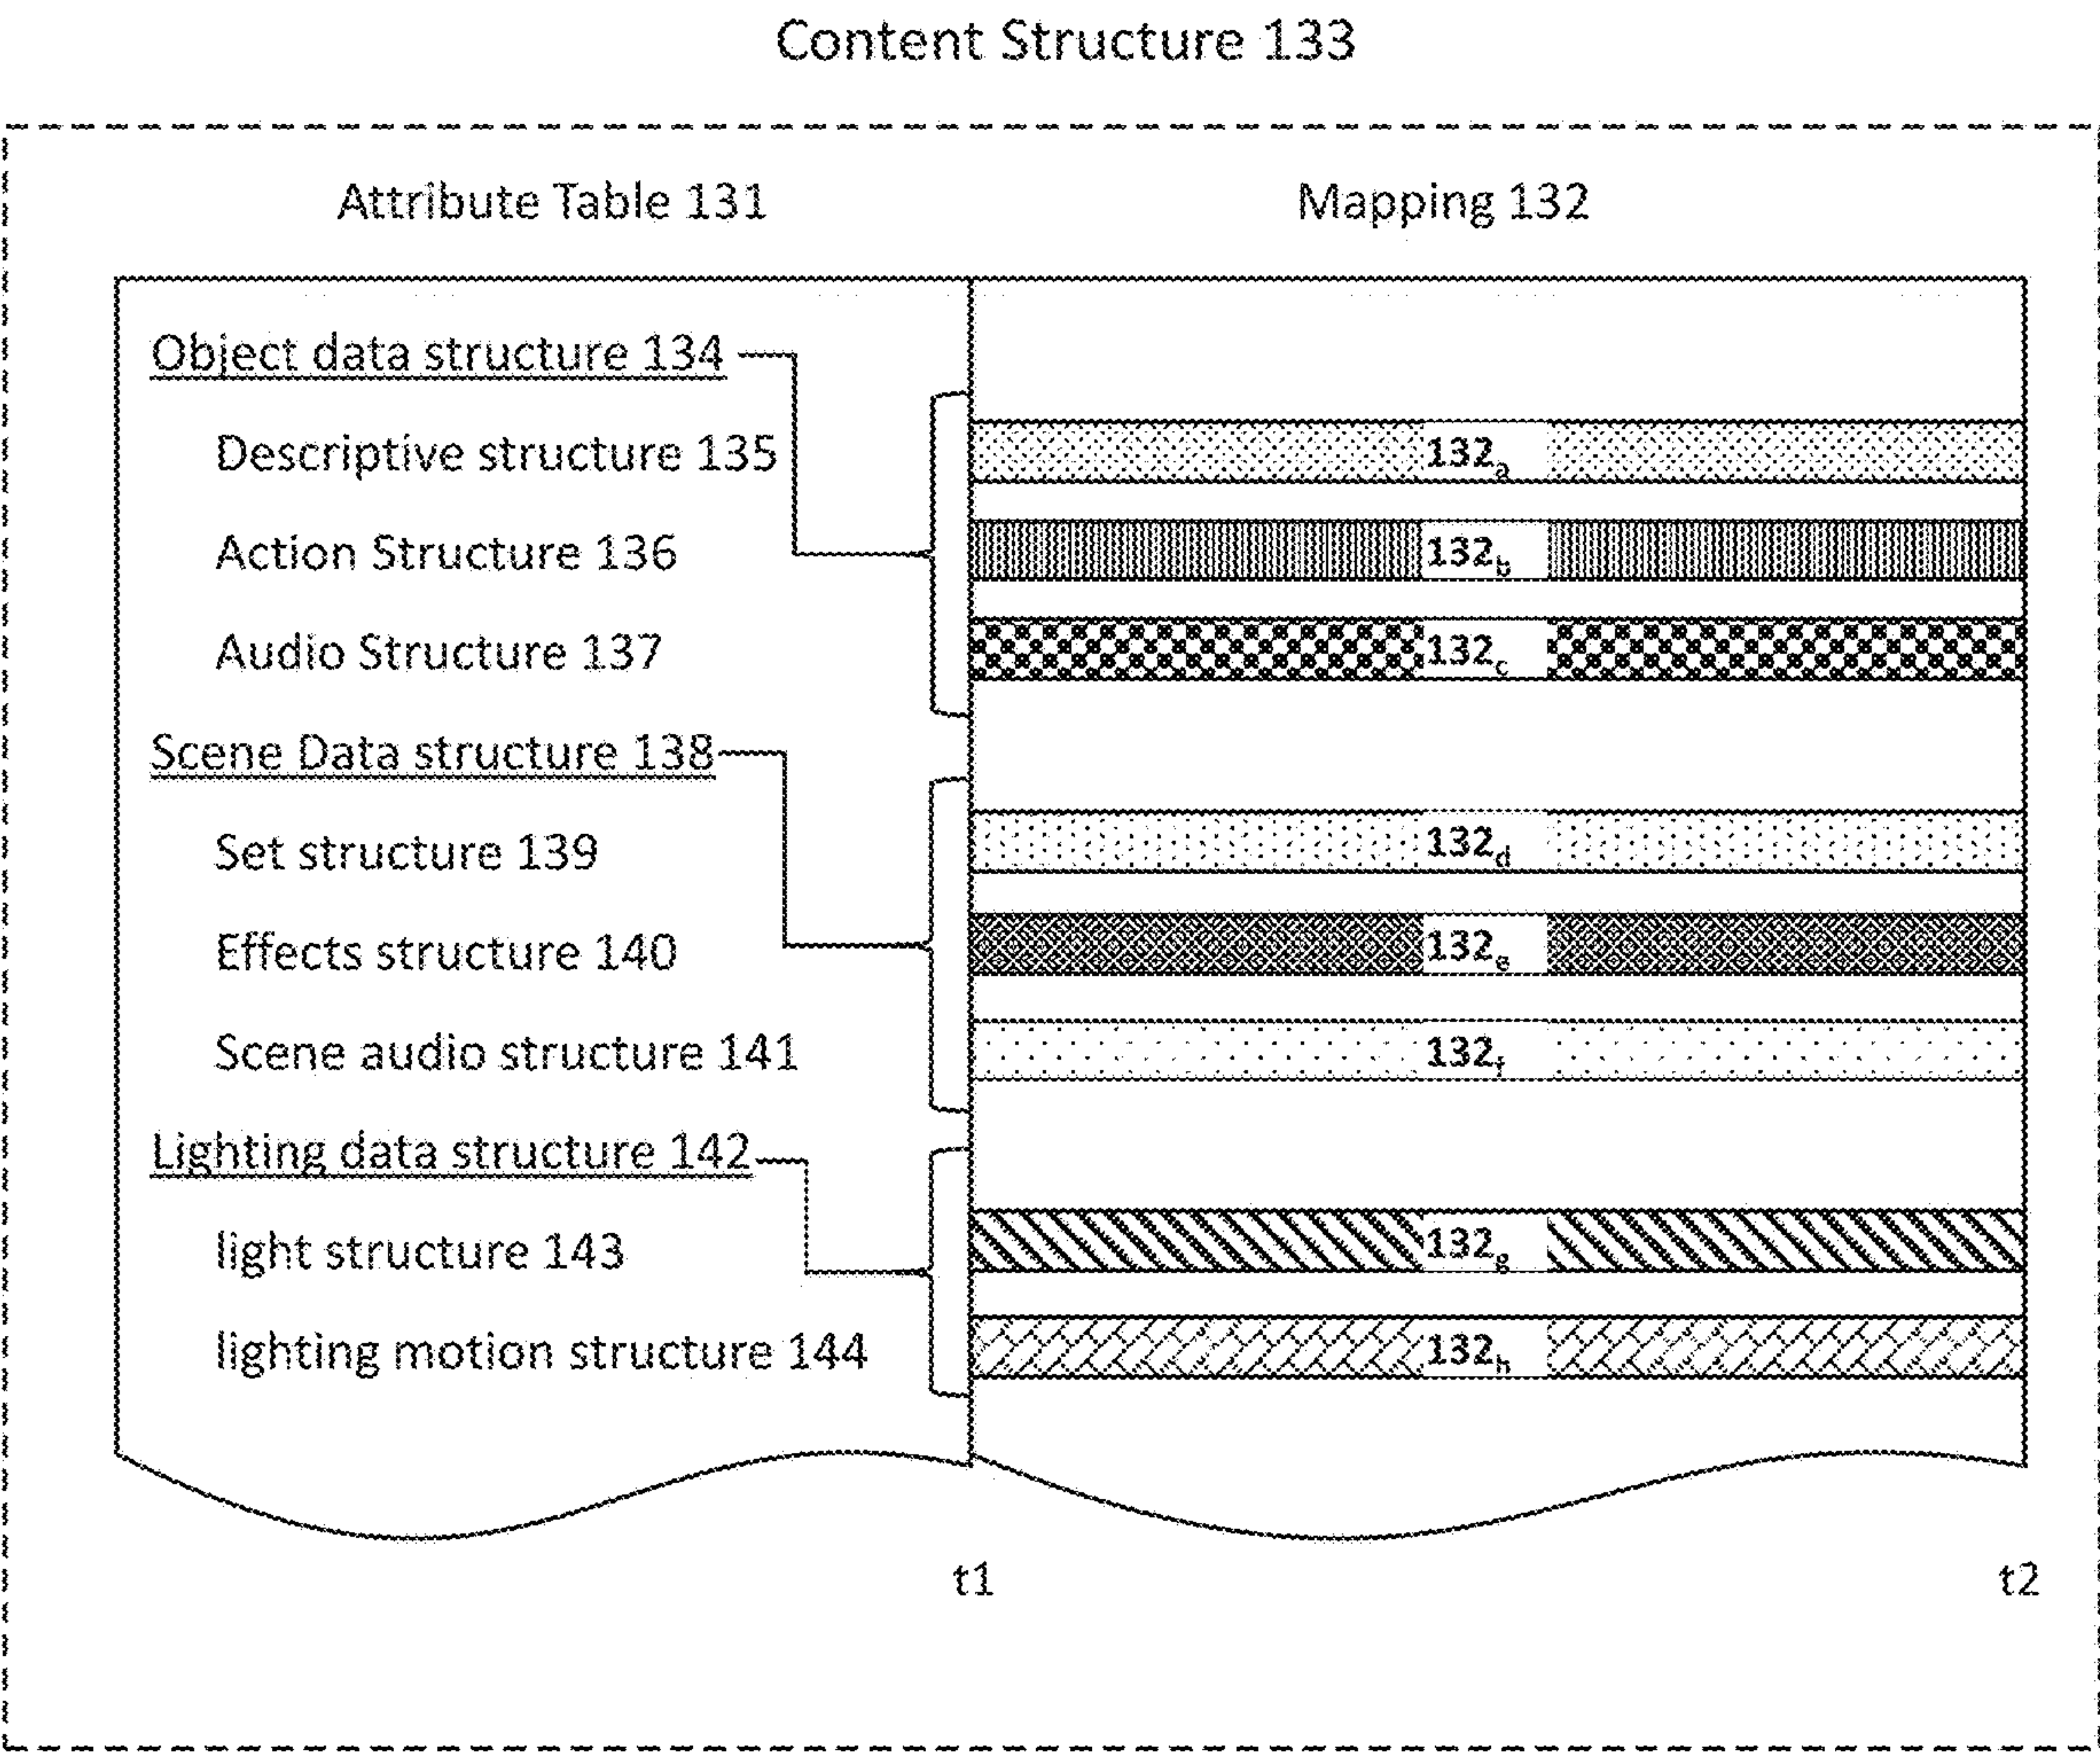 Content Structure 133
Attribute Table 131
Mapping 132
Object data structure 134
Descriptive structure 135
132a
Action Structure 136
132b
Audio Structure 137
132c
Scene Data structure 138
Set structure 139
132d
Effects structure 140
132e
Scene audio structure 141
132f
Lighting data structure 142
light structure 143
132g
lighting motion structure 144
132h
t1
t2